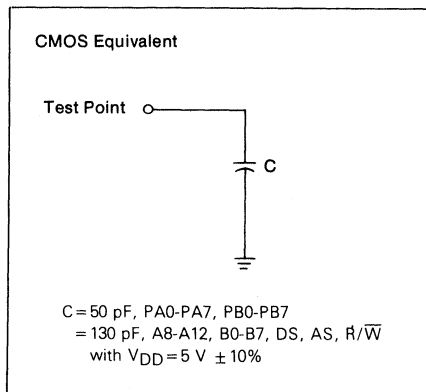 CMOS Equivalent
Test Point
C
C = 50 pF, PA0-PA7, PB0-PB7
= 130 pF, A8-A12, B0-B7, DS, AS, R/W̅
with VDD = 5 V ± 10%